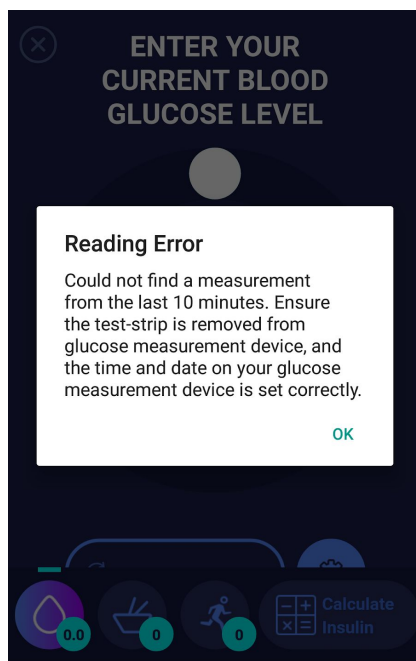 ENTER YOUR
CURRENT BLOOD
GLUCOSE LEVEL
Reading Error
Could not find a measurement
from the last 10 minutes. Ensure
the test-strip is removed from
glucose measurement device, and
the time and date on your glucose
measurement device is set correctly.
OK
0.0
0
0
Calculate
Insulin